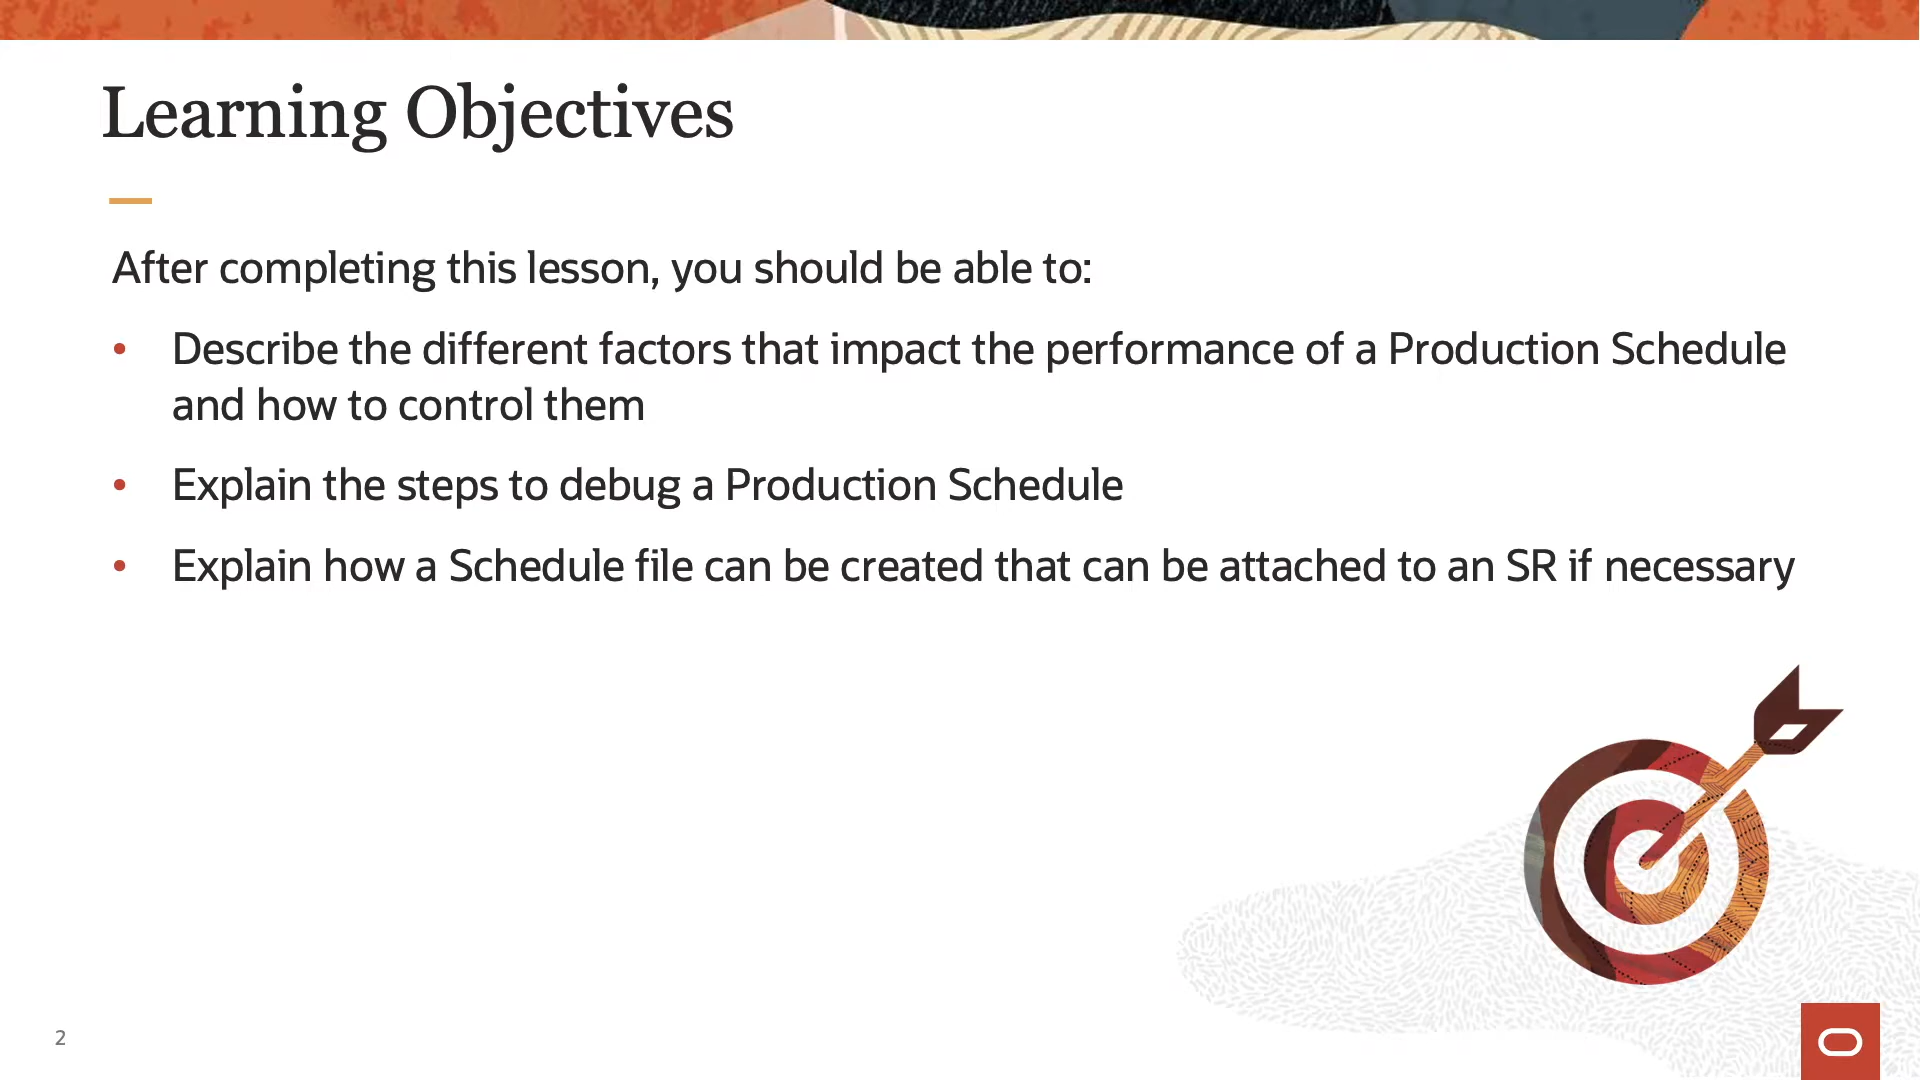 Learning Objectives
After completing this lesson, you should be able to:
• Describe the different factors that impact the performance of a Production Schedule
and how to control them
• Explain the steps to debug a Production Schedule
• Explain how a Schedule file can be created that can be attached to an SR if necessary
2